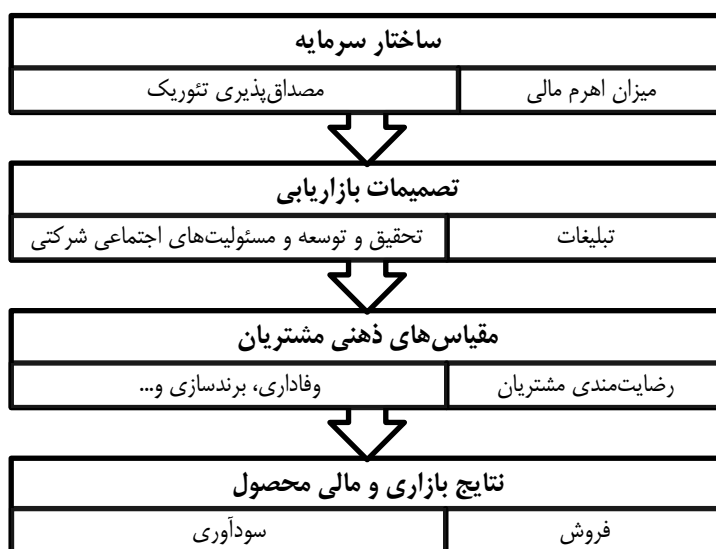 ساختار سرمایه
میزان اهرم مالی
مصداق‌پذیری تئوریک
تصمیمات بازاریابی
تبلیغات
تحقیق و توسعه و مسئولیت‌های اجتماعی شرکتی
مقیاس‌های ذهنی مشتریان
رضایت‌مندی مشتریان
وفاداری، برندسازی و...
نتایج بازاری و مالی محصول
فروش
سودآوری